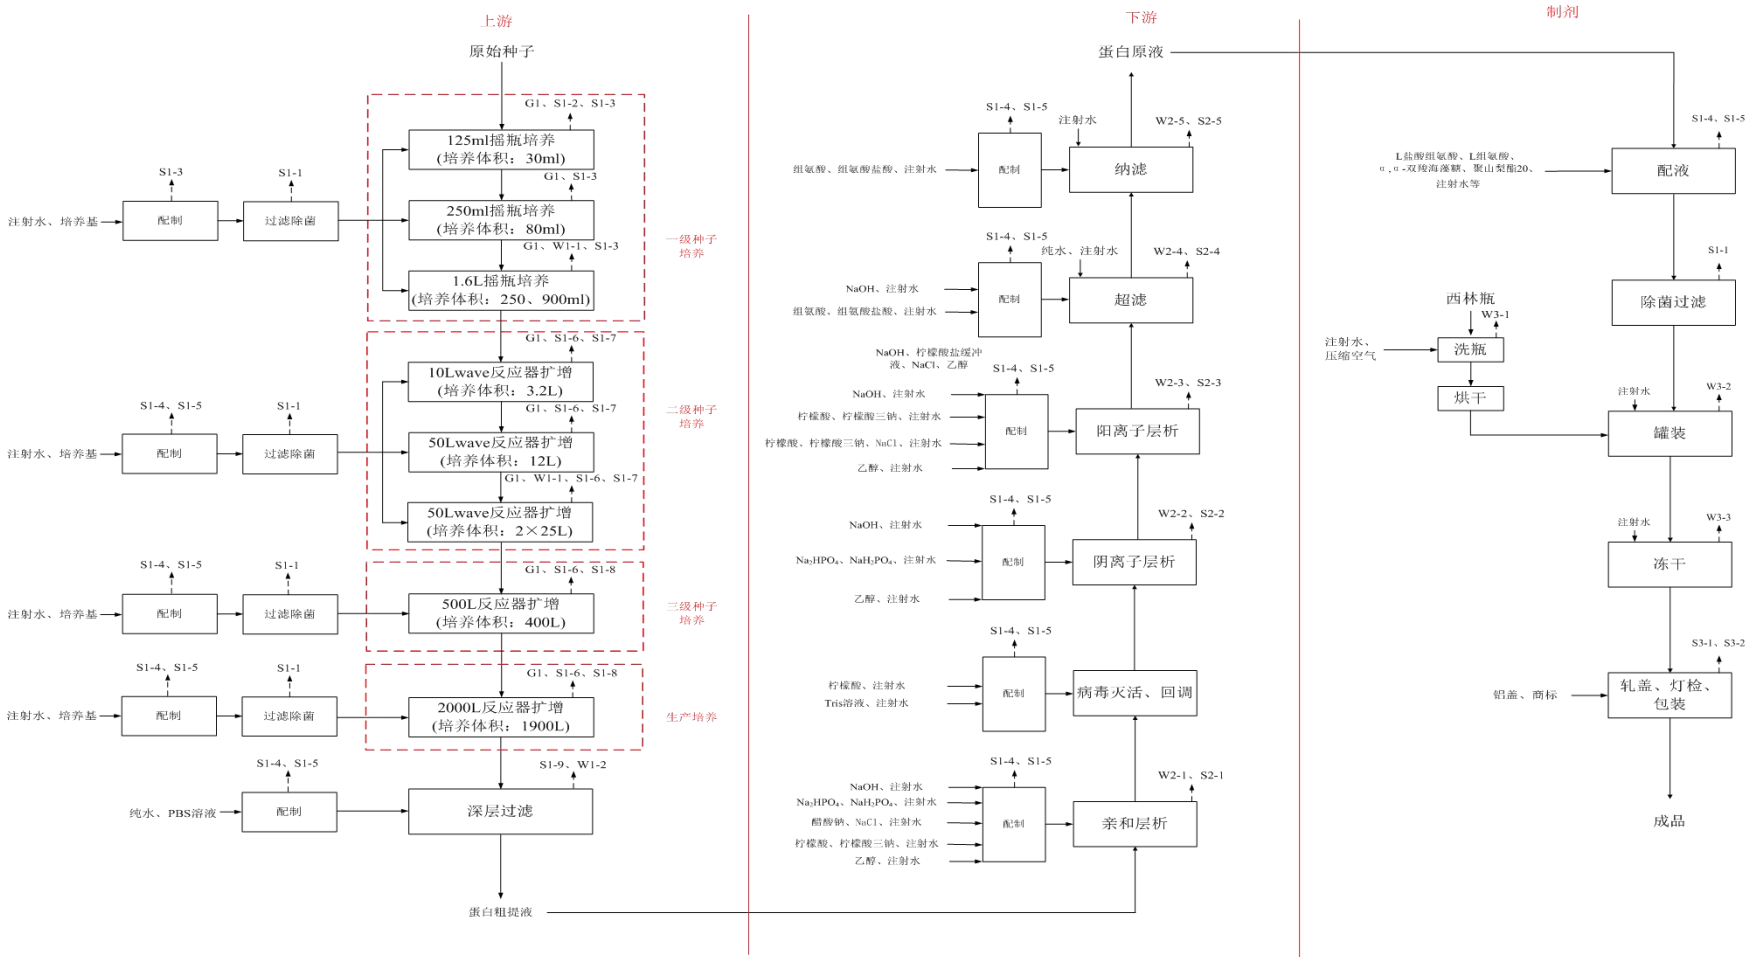 上游
原始种子
G1、S1-2、S1-3
125ml摇瓶培养
(培养体积：30ml)
G1、S1-3
S1-3
S1-1
注射水、培养基
配制
过滤除菌
250ml摇瓶培养
(培养体积：80ml)
G1、W1-1、S1-3
一级种子
培养
1.6L摇瓶培养
(培养体积：250、900ml)
G1、S1-6、S1-7
10Lwave反应器扩增
(培养体积：3.2L)
G1、S1-6、S1-7
二级种子
培养
S1-4、S1-5
S1-1
注射水、培养基
配制
过滤除菌
50Lwave反应器扩增
(培养体积：12L)
G1、W1-1、S1-6、S1-7
50Lwave反应器扩增
(培养体积：2×25L)
G1、S1-6、S1-8
S1-4、S1-5
S1-1
注射水、培养基
配制
过滤除菌
500L反应器扩增
(培养体积：400L)
三级种子
培养
G1、S1-6、S1-8
S1-4、S1-5
S1-1
注射水、培养基
配制
过滤除菌
2000L反应器扩增
(培养体积：1900L)
生产培养
S1-4、S1-5
S1-9、W1-2
纯水、PBS溶液
配制
深层过滤
蛋白粗提液
下游
蛋白原液
S1-4、S1-5
注射水
W2-5、S2-5
组氨酸、组氨酸盐酸、注射水
配制
纳滤
S1-4、S1-5
纯水、注射水
W2-4、S2-4
NaOH、注射水
组氨酸、组氨酸盐酸、注射水
配制
超滤
NaOH、柠檬酸盐缓冲
液、NaCl、乙醇
S1-4、S1-5
W2-3、S2-3
NaOH、注射水
柠檬酸、柠檬酸三钠、注射水
柠檬酸、柠檬酸三钠、NaCl、注射水
乙醇、注射水
配制
阳离子层析
S1-4、S1-5
W2-2、S2-2
NaOH、注射水
Na₂HPO₄、NaH₂PO₄、注射水
乙醇、注射水
配制
阴离子层析
S1-4、S1-5
柠檬酸、注射水
Tris溶液、注射水
配制
病毒灭活、回调
S1-4、S1-5
W2-1、S2-1
NaOH、注射水
Na₂HPO₄、NaH₂PO₄、注射水
醋酸钠、NaCl、注射水
柠檬酸、柠檬酸三钠、注射水
乙醇、注射水
配制
亲和层析
制剂
S1-4、S1-5
L盐酸组氨酸、L组氨酸、
α,α-双羧海藻糖、聚山梨酯20、
注射水等
配液
S1-1
除菌过滤
西林瓶
W3-1
注射水、
压缩空气
洗瓶
烘干
注射水
W3-2
罐装
注射水
W3-3
冻干
S3-1、S3-2
铝盖、商标
轧盖、灯检、
包装
成品